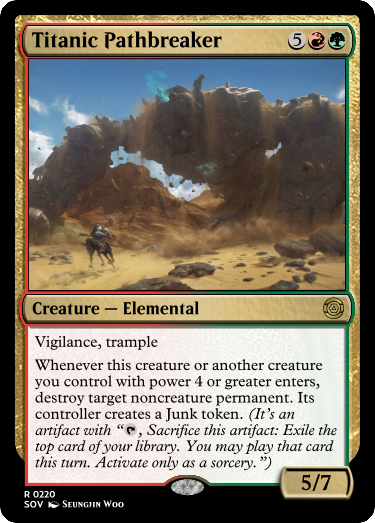 Titanic Pathbreaker 5
Creature — Elemental
Vigilance, trample
Whenever this creature or another creature
you control with power 4 or greater enters,
destroy target noncreature permanent. Its
controller creates a Junk token. (It's an
artifact with “, Sacrifice this artifact: Exile the
top card of your library. You may play that card
this turn. Activate only as a sorcery.”)
5/7
R 0220
SOV Seungjin Woo